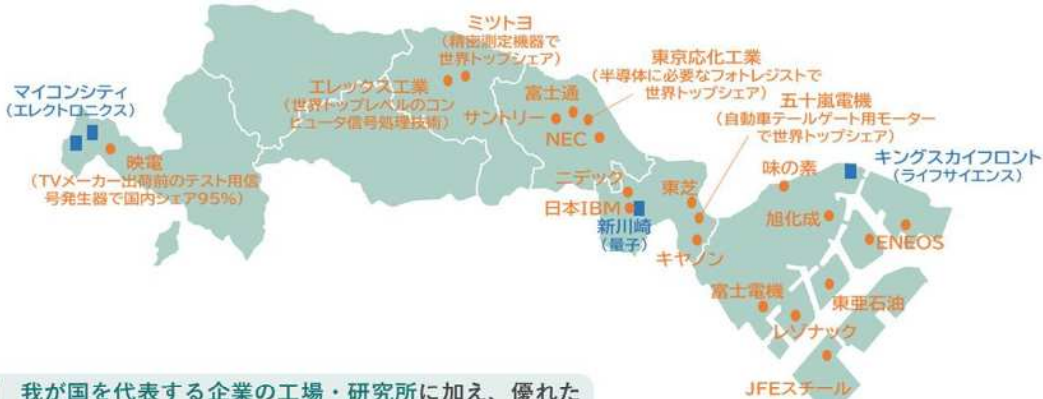 ミツトヨ
(精密測定機器で
世界トップシェア)
東京応化工業
(半導体に必要なフォトレジストで
世界トップシェア)
マイコンシティ
(エレクトロニクス)
エレックス工業
(世界トップレベルのコン
ピュータ信号処理技術)
富士通
サントリー
NEC
五十嵐電機
(自動車テールゲート用モーター
で世界トップシェア)
映電
(TVメーカー出荷前のテスト用信
号発生器で国内シェア95%)
味の素
キングスカイフロント
(ライフサイエンス)
ニデック
東芝
日本IBM
新川崎
(量子)
旭化成
ENEOS
キヤノン
富士電機
東亜石油
レゾナック
JFEスチール
我が国を代表する企業の工場・研究所に加え、優れた